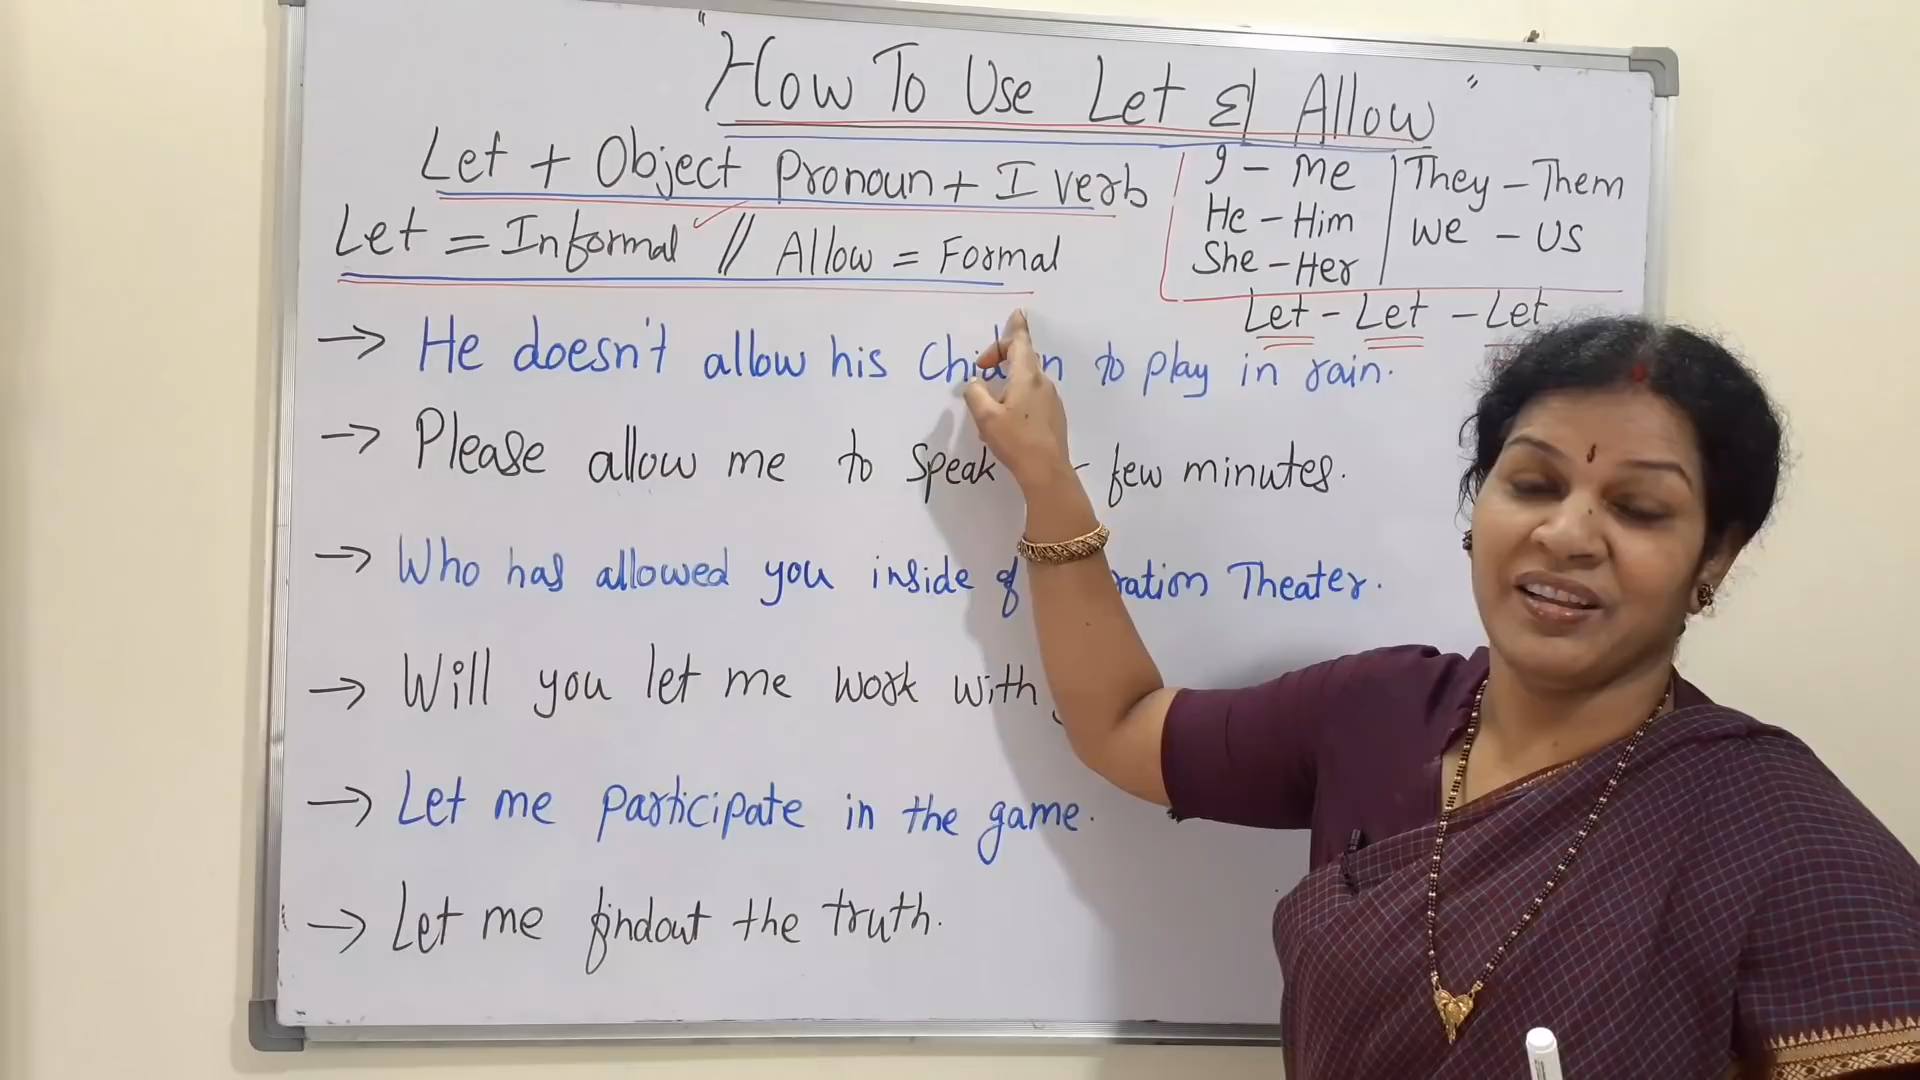 "How To Use Let & Allow"
Let + Object Pronoun + I verb
I - Me
He - Him
She - Her
They - Them
We - Us
Let = Informal // Allow = Formal
Let - Let - Let
→ He doesn't allow his to play in rain.
→ Please allow me to speak few minutes.
→ Who has allowed you inside of Theater.
→ Will you let me work with
→ Let me participate in the game.
→ Let me findout the truth.